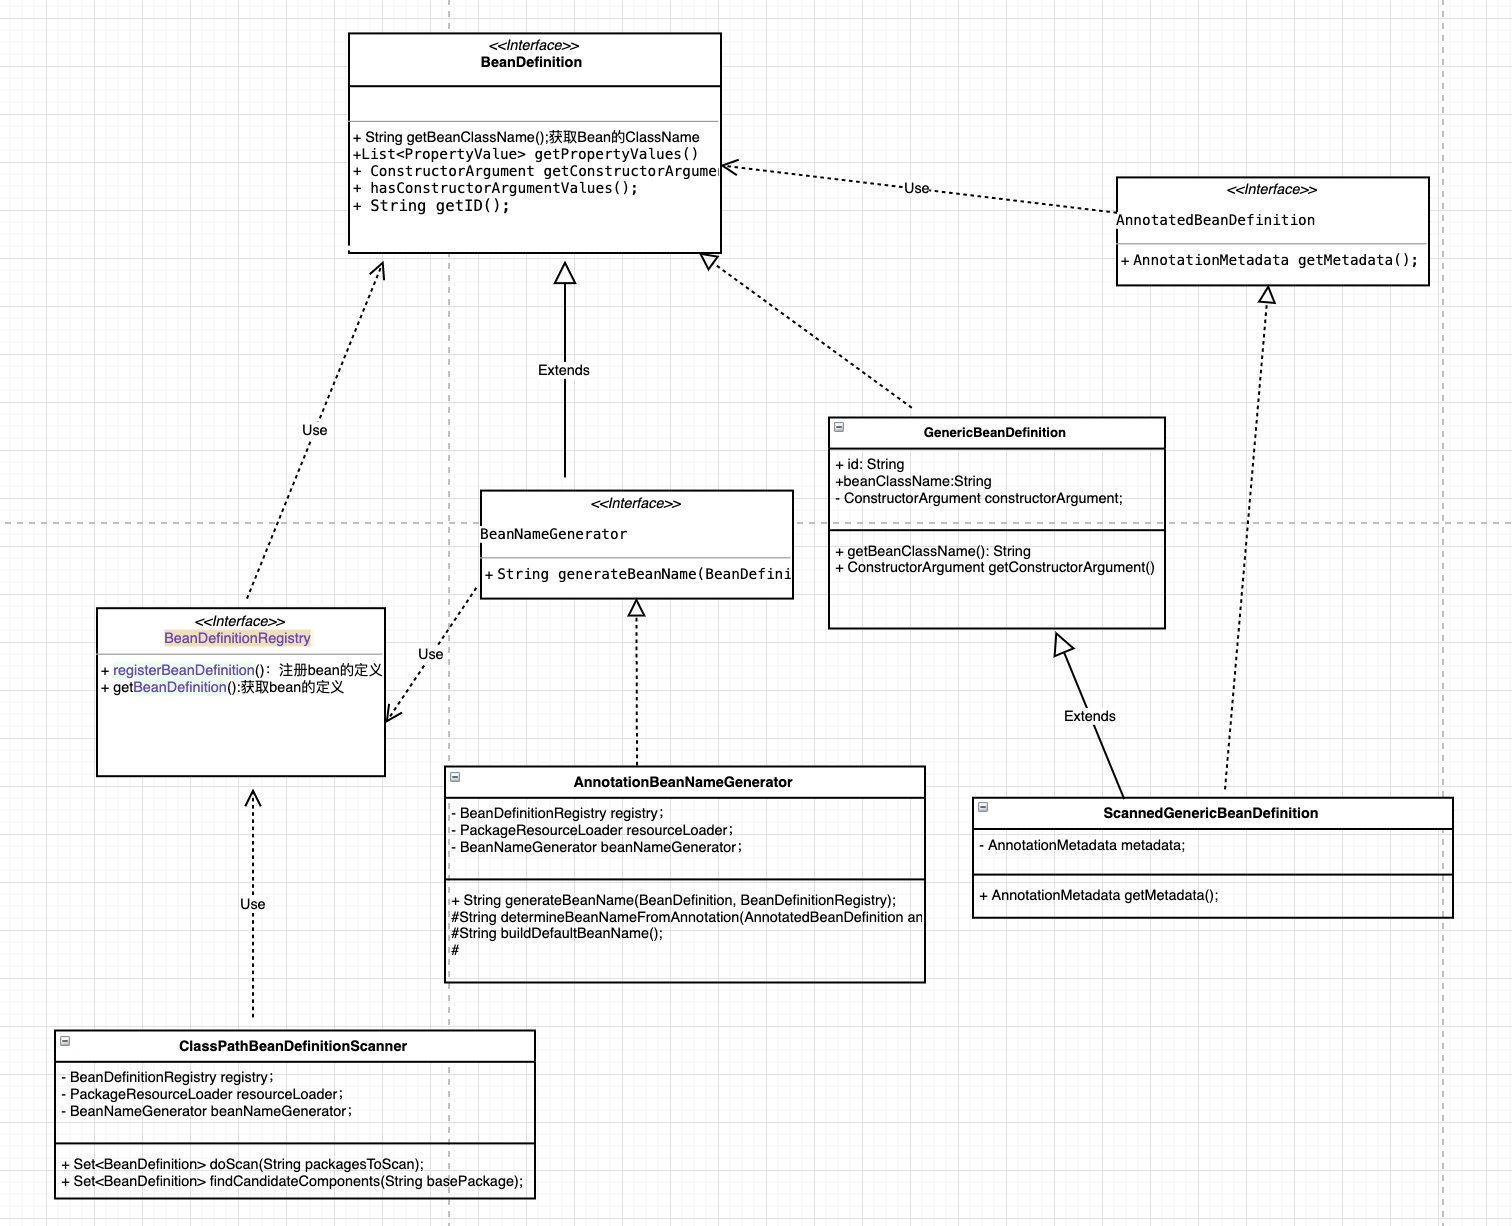 <<Interface>>
BeanDefinition
+ String getBeanClassName();获取Bean的ClassName
+List<PropertyValue> getPropertyValues()
+ ConstructorArgument getConstructorArgumen
+ hasConstructorArgumentValues();
+ String getID();
Use
<<Interface>>
AnnotatedBeanDefinition
+ AnnotationMetadata getMetadata();
Extends
Use
GenericBeanDefinition
+ id: String
+beanClassName:String
- ConstructorArgument constructorArgument;
+ getBeanClassName(): String
+ ConstructorArgument getConstructorArgument()
<<Interface>>
BeanNameGenerator
+ String generateBeanName(BeanDefini
<<Interface>>
BeanDefinitionRegistry
+ registerBeanDefinition()：注册bean的定义
+ getBeanDefinition():获取bean的定义
Use
Extends
AnnotationBeanNameGenerator
- BeanDefinitionRegistry registry；
- PackageResourceLoader resourceLoader；
- BeanNameGenerator beanNameGenerator；
+ String generateBeanName(BeanDefinition, BeanDefinitionRegistry);
#String determineBeanNameFromAnnotation(AnnotatedBeanDefinition an
#String buildDefaultBeanName();
#
ScannedGenericBeanDefinition
- AnnotationMetadata metadata;
+ AnnotationMetadata getMetadata();
Use
ClassPathBeanDefinitionScanner
- BeanDefinitionRegistry registry；
- PackageResourceLoader resourceLoader；
- BeanNameGenerator beanNameGenerator；
+ Set<BeanDefinition> doScan(String packagesToScan);
+ Set<BeanDefinition> findCandidateComponents(String basePackage);